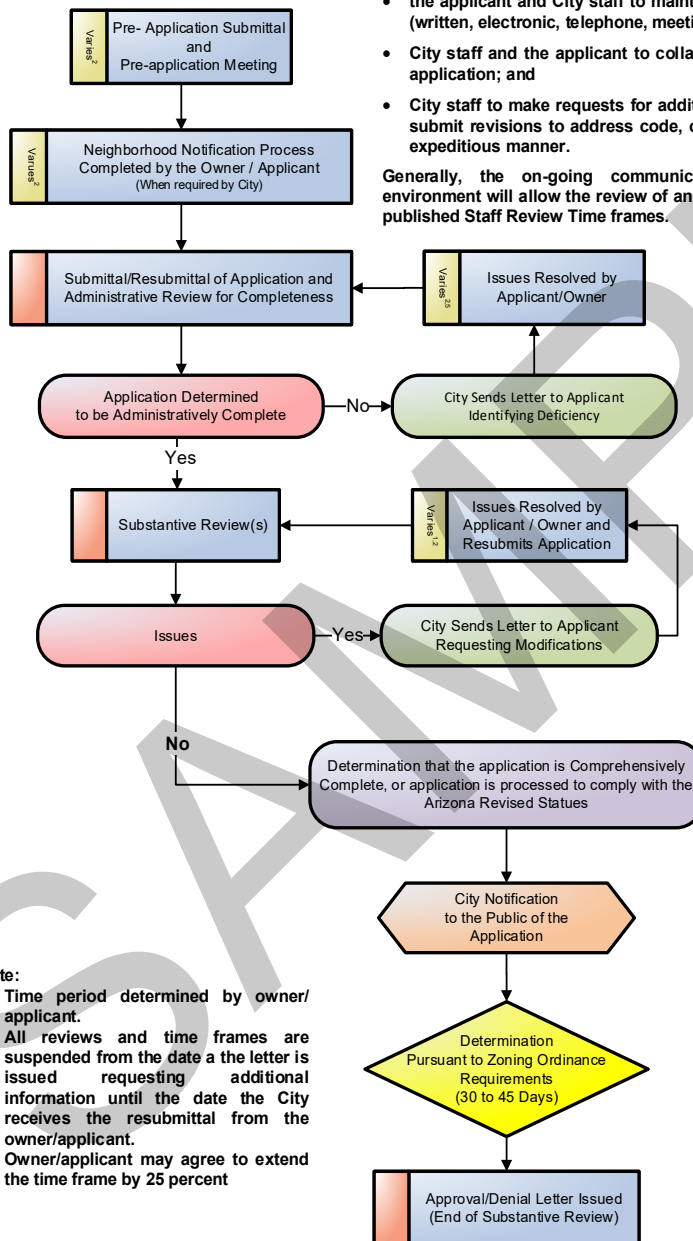 the applicant and City staff to maint
(written, electronic, telephone, meeti
• City staff and the applicant to colla
application; and
• City staff to make requests for addit
submit revisions to address code, o
expeditious manner.
Generally, the on-going communic
environment will allow the review of an
published Staff Review Time frames.
Varies2
Pre- Application Submittal
and
Pre-application Meeting
Varues2
Neighborhood Notification Process
Completed by the Owner / Applicant
(When required by City)
Submittal/Resubmittal of Application and
Administrative Review for Completeness
Varies2,5
Issues Resolved by
Applicant/Owner
Application Determined
to be Administratively Complete
No
City Sends Letter to Applicant
Identifying Deficiency
Yes
Substantive Review(s)
Varies1,2
Issues Resolved by
Applicant / Owner and
Resubmits Application
Issues
Yes
City Sends Letter to Applicant
Requesting Modifications
No
Determination that the application is Comprehensively
Complete, or application is processed to comply with the
Arizona Revised Statues
City Notification
to the Public of the
Application
te:
Time period determined by owner/
applicant.
All reviews and time frames are
suspended from the date a the letter is
issued requesting additional
information until the date the City
receives the resubmittal from the
owner/applicant.
Owner/applicant may agree to extend
the time frame by 25 percent
Determination
Pursuant to Zoning Ordinance
Requirements
(30 to 45 Days)
Approval/Denial Letter Issued
(End of Substantive Review)
SAMP